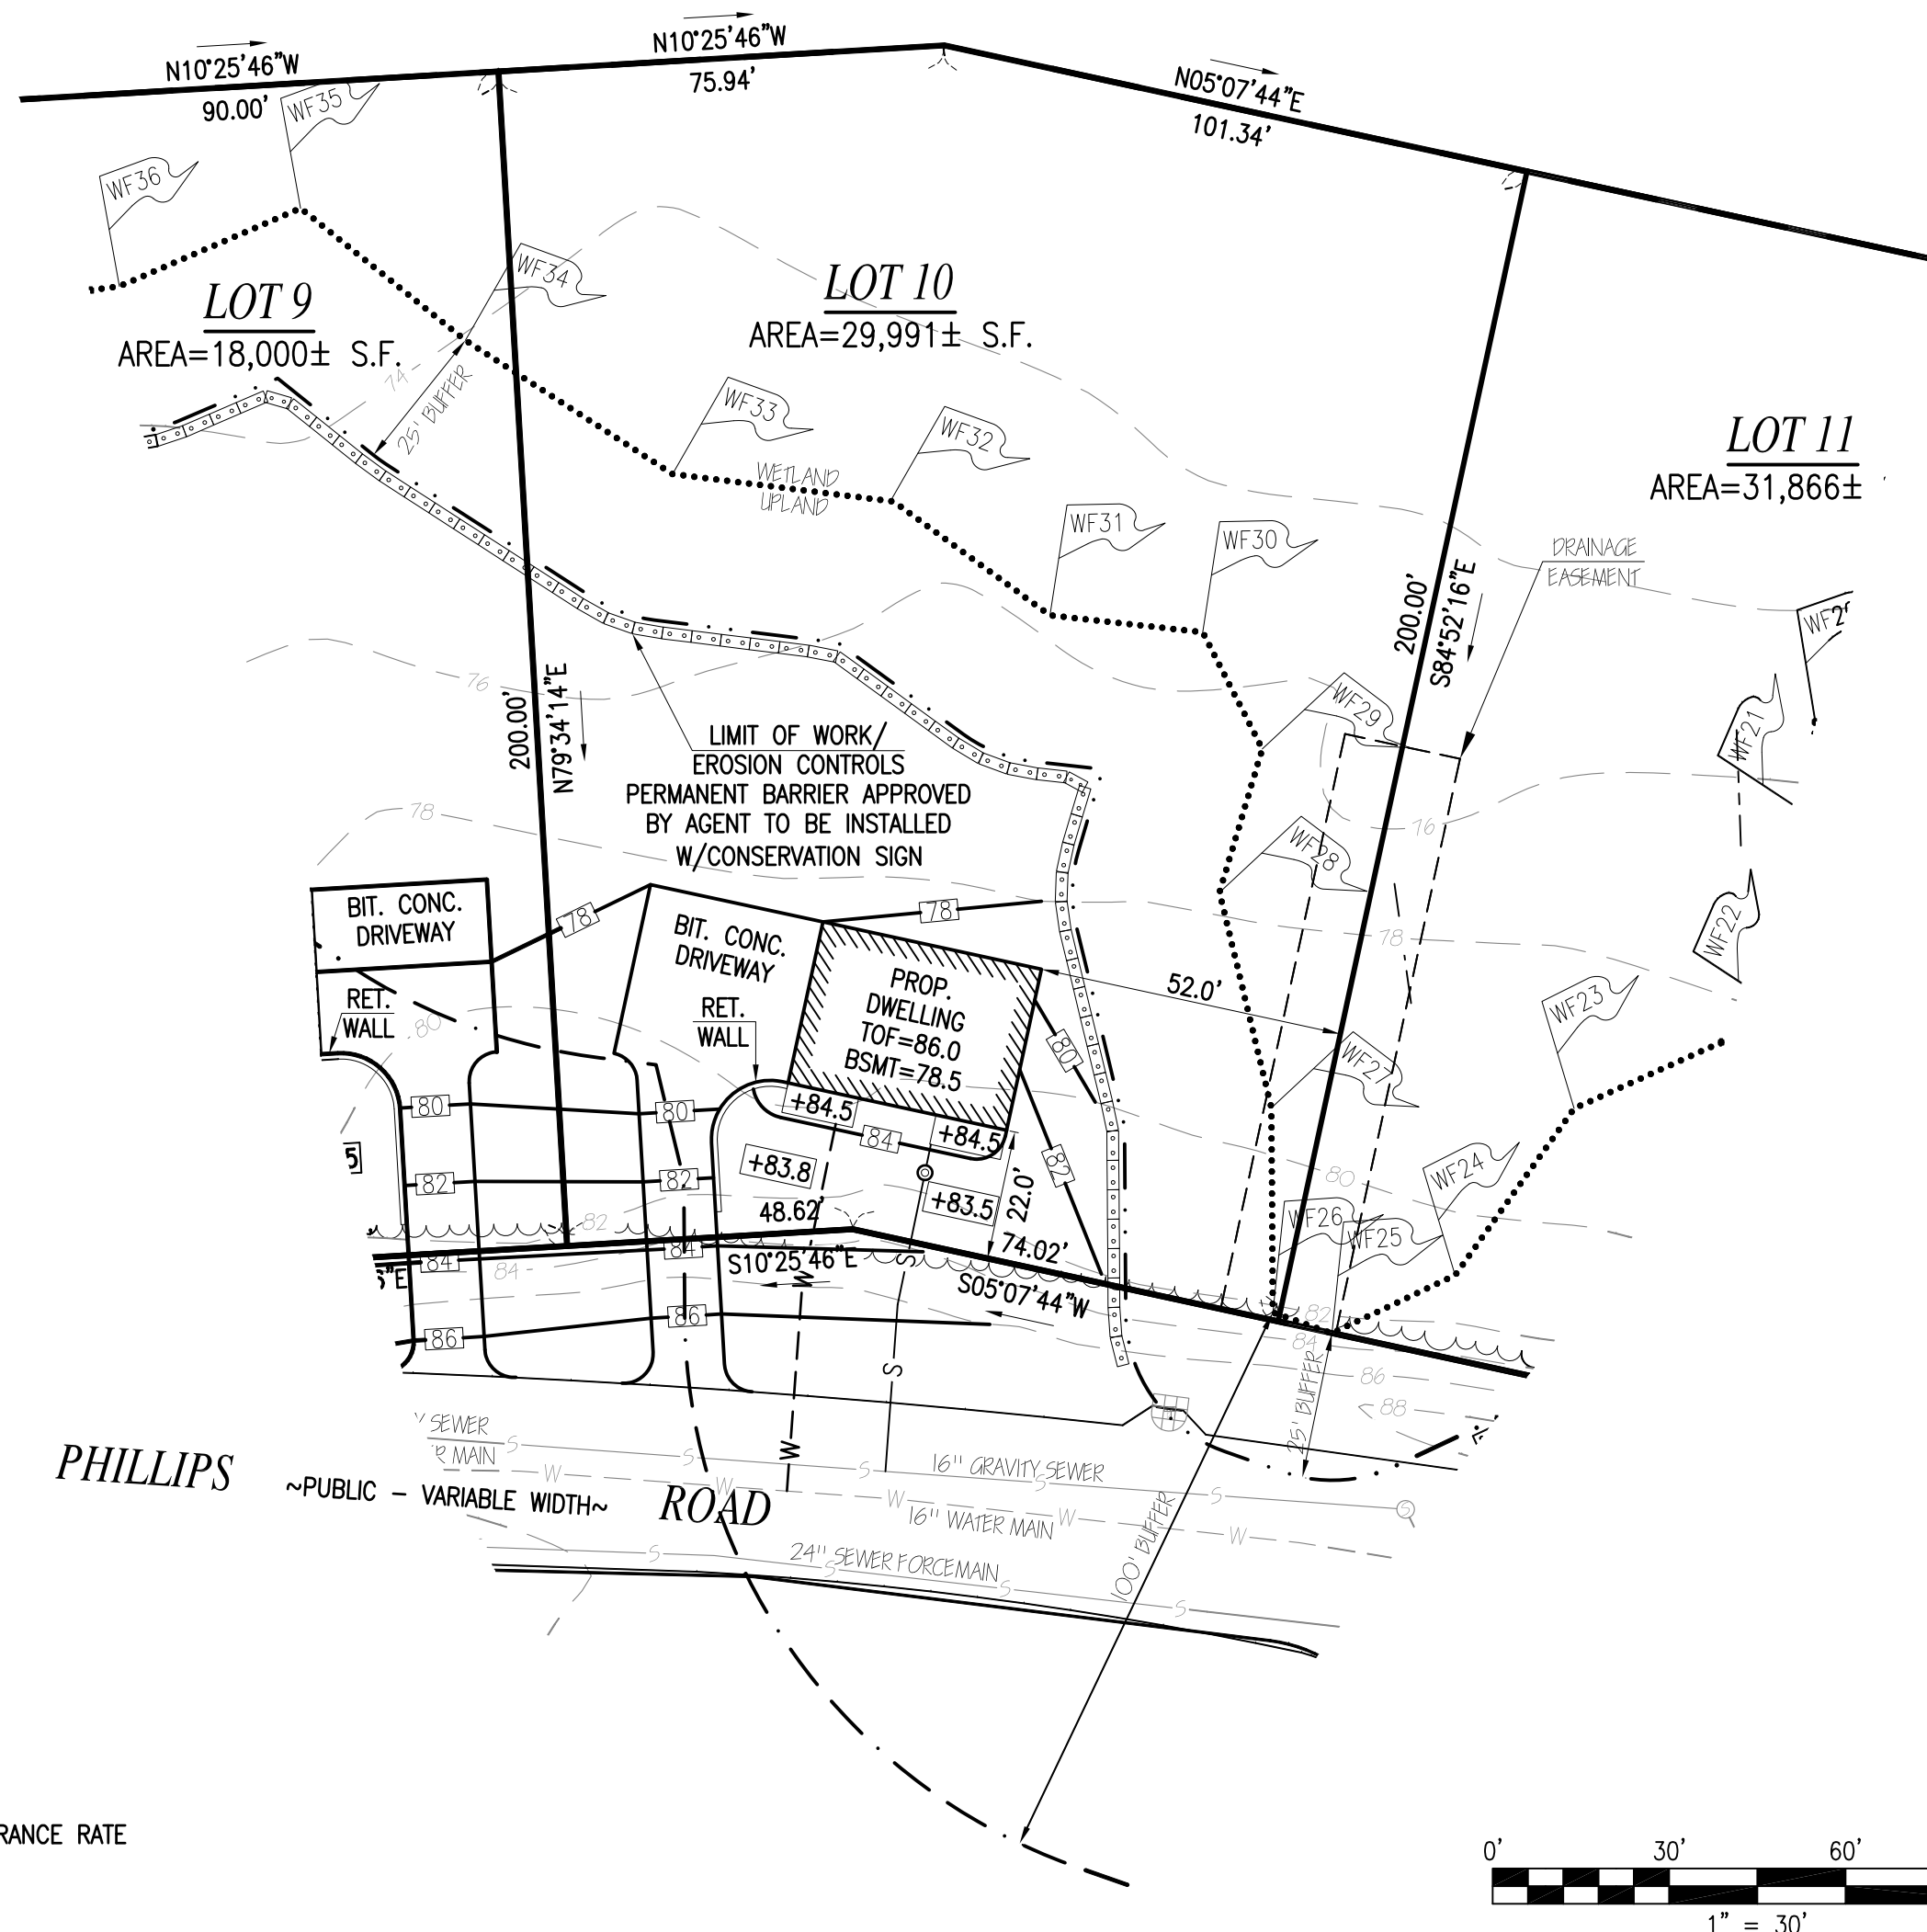 N10°25'46"W
90.00'
N10°25'46"W
75.94'
N05°07'44"E
101.34'
WF36
WF35
WF34
LOT 9
AREA=18,000± S.F.
LOT 10
AREA=29,991± S.F.
LOT 11
AREA=31,866±
74
25' BUFFER
WF33
WF32
WETLAND
UPLAND
WF31
WF30
DRAINAGE
EASEMENT
200.00'
S84°52'16"E
WF29
WF21
76
200.00'
N79°34'14"E
LIMIT OF WORK/
EROSION CONTROLS
PERMANENT BARRIER APPROVED
BY AGENT TO BE INSTALLED
W/CONSERVATION SIGN
78
76
WF28
WF22
BIT. CONC.
DRIVEWAY
78
BIT. CONC.
DRIVEWAY
78
78
PROP.
DWELLING
TOF=86.0
BSMT=78.5
52.0'
WF23
RET.
WALL
80
RET.
WALL
80
WF27
80
80
+84.5
84
+84.5
5
82
82
+83.8
+83.5
22.0'
82
80
WF24
WF26
WF25
82
48.62'
74.02'
84
84
84
"E
S10°25'46"E
S05°07'44"W
W
S
82
84
86
86
86
88
S
25' BUFFER
SEWER
MAIN
S
S
S
16" GRAVITY SEWER
S
S
S
W
W
W
W
16" WATER MAIN
W
W
PHILLIPS
~PUBLIC – VARIABLE WIDTH~
ROAD
S
24" SEWER FORCEMAIN
S
S
S
100' BUFFER
RANCE RATE
0'
30'
60'
1" = 30'